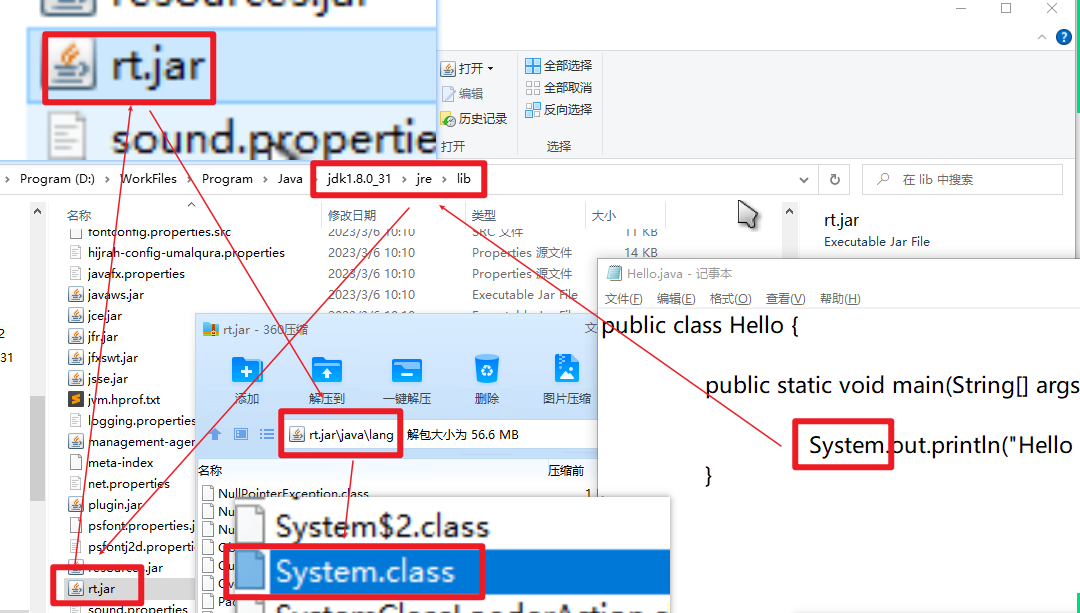 rt.jar
sound.propertie
打开
编辑
历史记录
打开
全部选择
全部取消
反向选择
选择
Program (D:) > WorkFiles > Program > Java > jdk1.8.0_31 > jre > lib
在 lib 中搜索
名称 修改日期 类型 大小
fontconfig.properties.src 2023/3/6 10:10 SRC 文件 11 KB
hijrah-config-umalqura.properties 2023/3/6 10:10 Properties 源文件 14 KB
javafx.properties 2023/3/6 10:10 Properties 源文件
javaws.jar 2023/3/6 10:10 Executable Jar File
jce.jar
jfr.jar
jfxswt.jar
jsse.jar
jvm.hprof.txt
logging.properties
management-agen
meta-index
net.properties
plugin.jar
psfont.properties.j
psfontj2d.properti
resources.jar
rt.jar
sound.properties
31
rt.jar
Executable Jar File
rt.jar - 360压缩
文
添加
解压到
一键解压
删除
图片压缩
rt.jar\java\lang
解包大小为 56.6 MB
名称 压缩前
NullPointerException.class 1
System$2.class
System.class
Hello.java - 记事本
文件(F) 编辑(E) 格式(O) 查看(V) 帮助(H)
public class Hello {
public static void main(String[] args
System.out.println("Hello
}